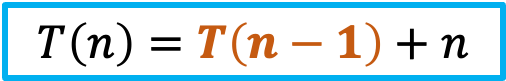 T(n) = T(n − 1) + n